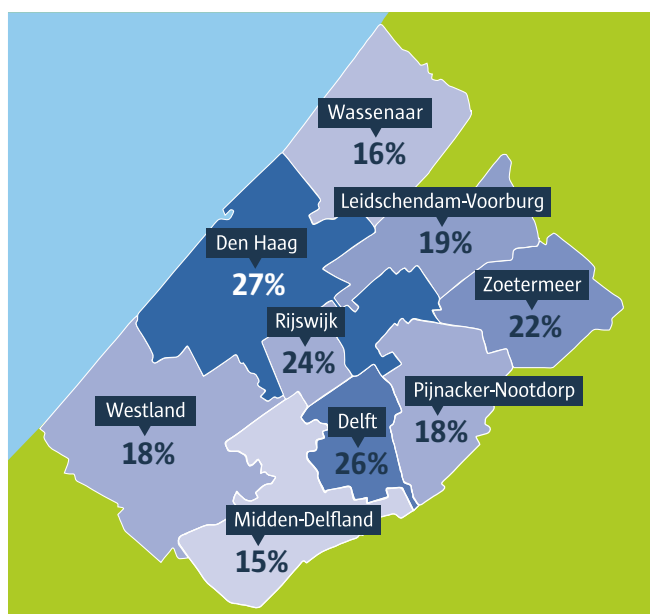 Wassenaar
16%
Leidschendam-Voorburg
19%
Den Haag
27%
Zoetermeer
22%
Rijswijk
24%
Pijnacker-Nootdorp
18%
Westland
18%
Delft
26%
Midden-Delfland
15%